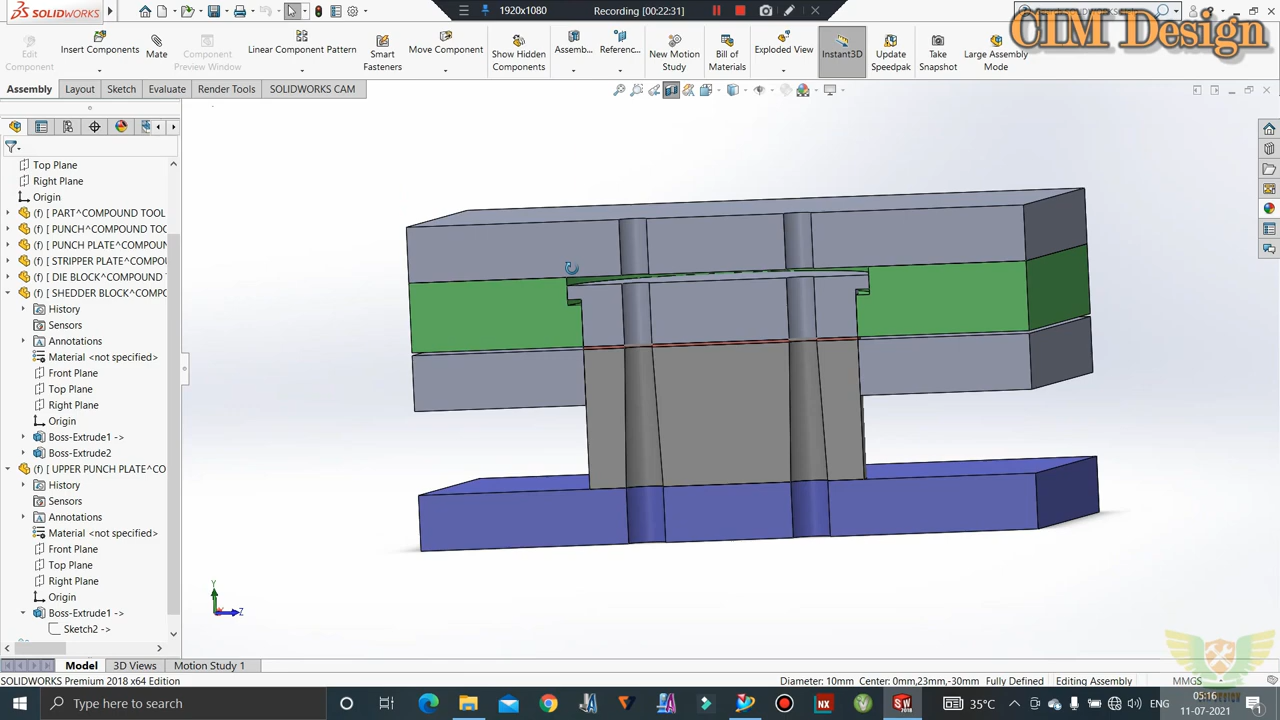 SOLIDWORKS
1920x1080
Recording [00:22:31]
CIM Design
Edit Component
Insert Components
Mate
Component Preview Window
Linear Component Pattern
Smart Fasteners
Move Component
Show Hidden Components
Assemb...
Referenc...
New Motion Study
Bill of Materials
Exploded View
Instant3D
Update Speedpak
Take Snapshot
Large Assembly Mode
Assembly
Layout
Sketch
Evaluate
Render Tools
SOLIDWORKS CAM
Top Plane
Right Plane
Origin
(f) [ PART^COMPOUND TOOL
(f) [ PUNCH^COMPOUND TOO
(f) [ PUNCH PLATE^COMPOUN
(f) [ STRIPPER PLATE^COMPOU
(f) [ DIE BLOCK^COMPOUND T
(f) [ SHEDDER BLOCK^COMPO
History
Sensors
Annotations
Material <not specified>
Front Plane
Top Plane
Right Plane
Origin
Boss-Extrude1 ->
Boss-Extrude2
(f) [ UPPER PUNCH PLATE^CO
History
Sensors
Annotations
Material <not specified>
Front Plane
Top Plane
Right Plane
Origin
Boss-Extrude1 ->
Sketch2 ->
Y
Z
Model
3D Views
Motion Study 1
SOLIDWORKS Premium 2018 x64 Edition
Diameter: 10mm
Center: 0mm,23mm,-30mm
Fully Defined
Editing Assembly
MMGS
Type here to search
35°C
ENG
05:16
11-07-2021